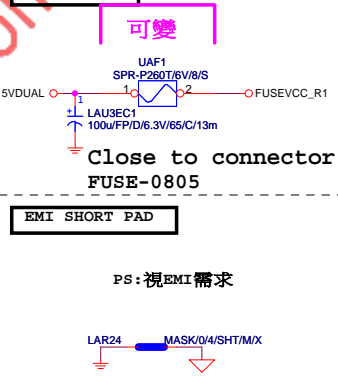 可變
UAF1
SPR-P260T/6V/8/S
5VDUAL
1
2
FUSEVCC_R1
1
+
LAU3EC1
100u/FP/D/6.3V/65/C/13m
Close to connector
FUSE-0805
EMI SHORT PAD
PS:視EMI需求
LAR24
MASK/0/4/SHT/M/X